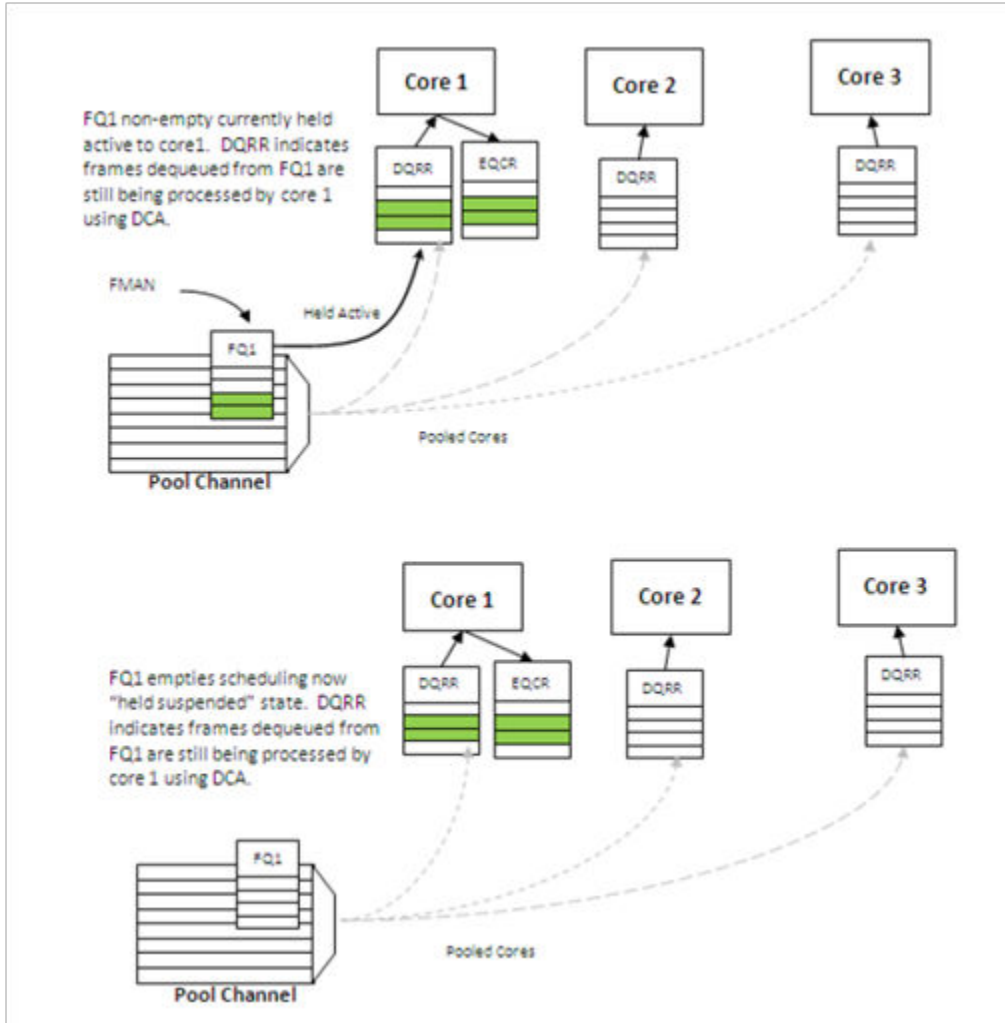 Core 1
Core 2
Core 3
FQ1 non-empty currently held
active to core1. DQRR indicates
frames dequeued from FQ1 are
still being processed by core 1
using DCA.
DQRR
EQCR
DQRR
DQRR
FMAN
Held Active
FQ1
Pooled Cores
Pool Channel
Core 1
Core 2
Core 3
FQ1 empties scheduling now
"held suspended" state. DQRR
indicates frames dequeued from
FQ1 are still being processed by
core 1 using DCA.
DQRR
EQCR
DQRR
DQRR
FQ1
Pooled Cores
Pool Channel